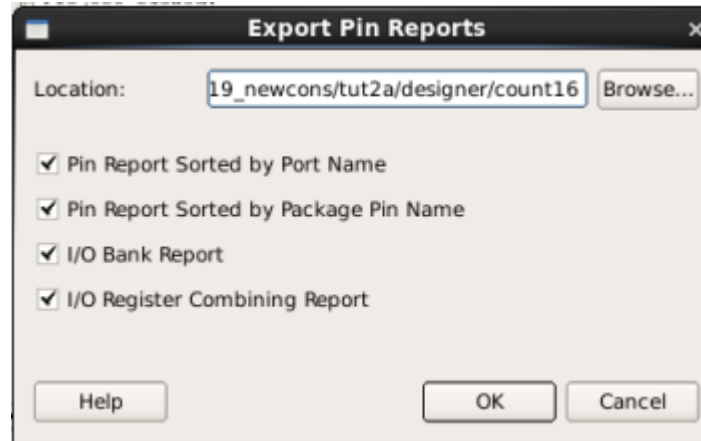 Export Pin Reports
Location: 19_newcons/tut2a/designer/count16 Browse...
Pin Report Sorted by Port Name
Pin Report Sorted by Package Pin Name
I/O Bank Report
I/O Register Combining Report
Help OK Cancel